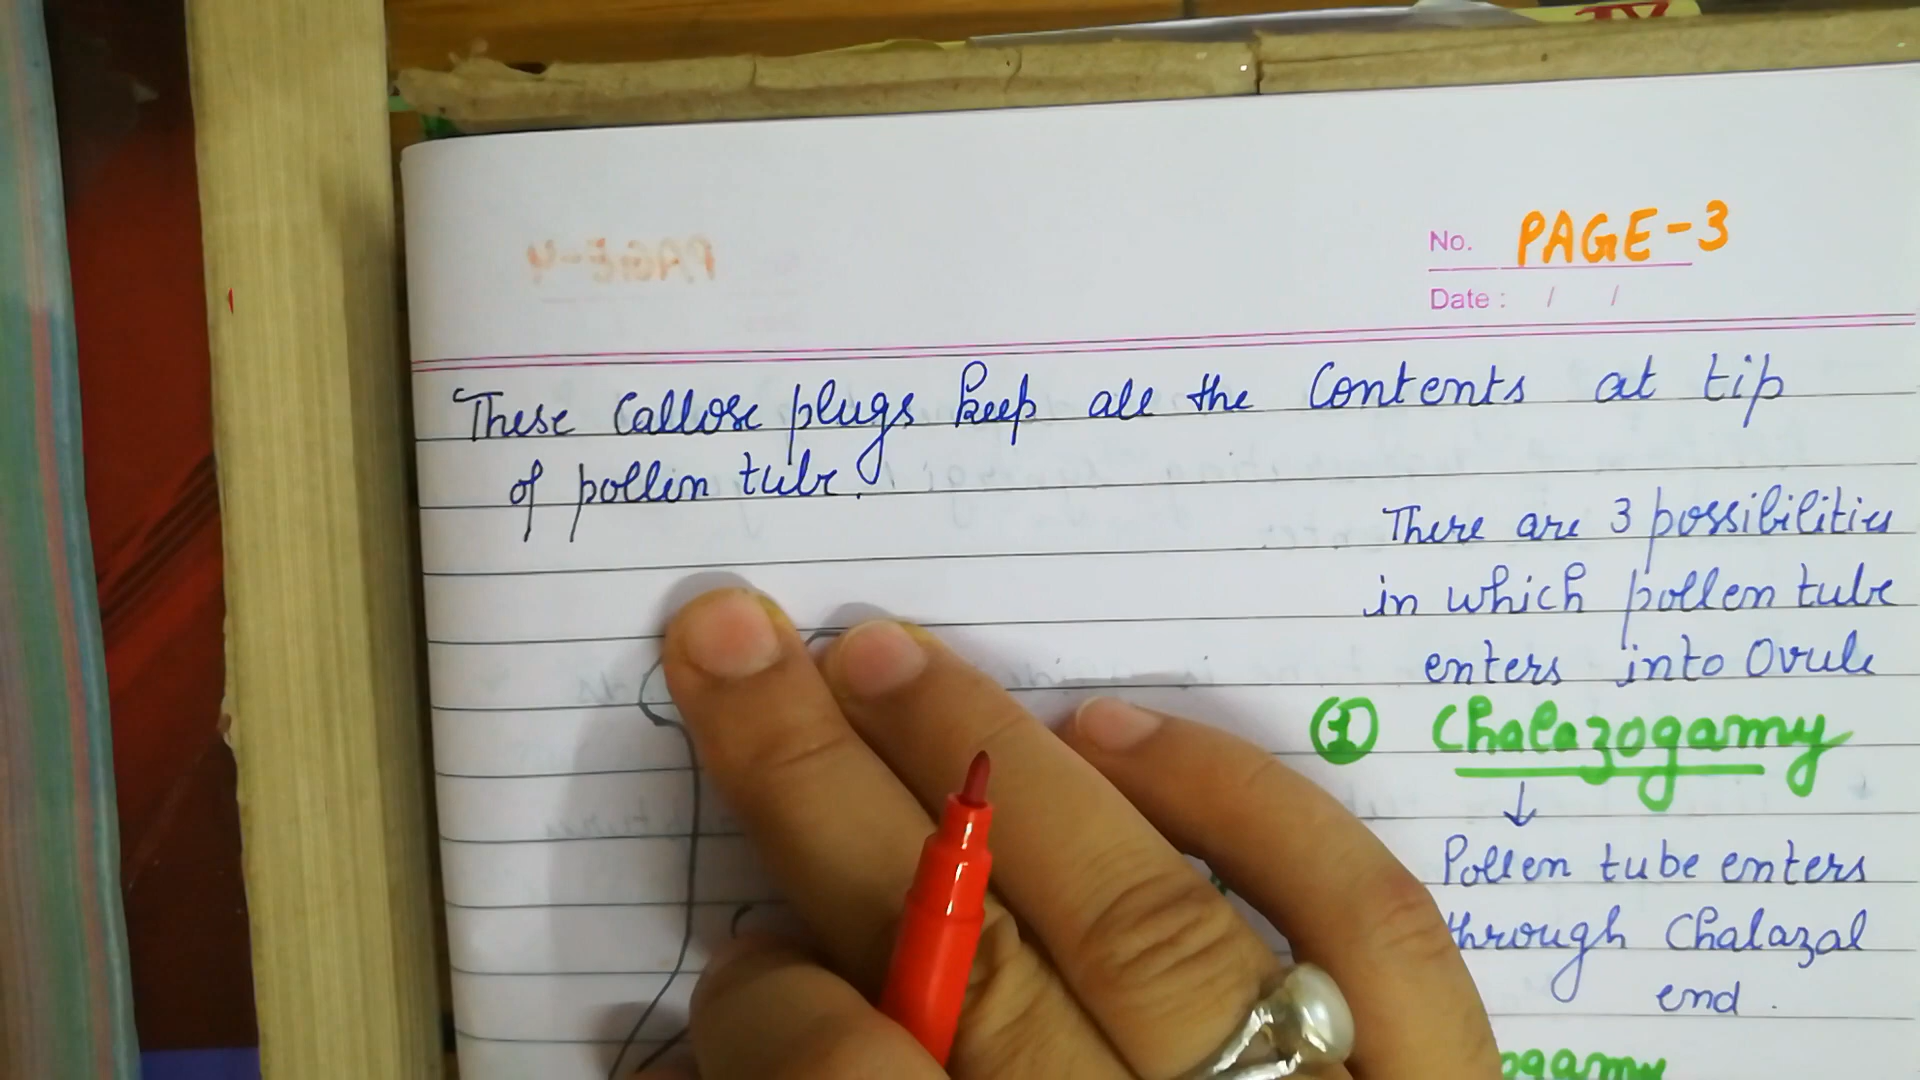 No. PAGE-3
Date : / /
These Callose plugs keep all the Contents at tip
of pollen tube.
There are 3 possibilities
in which pollen tube
enters into Ovule
① Chalazogamy
↓
Pollen tube enters
through Chalazal
end.